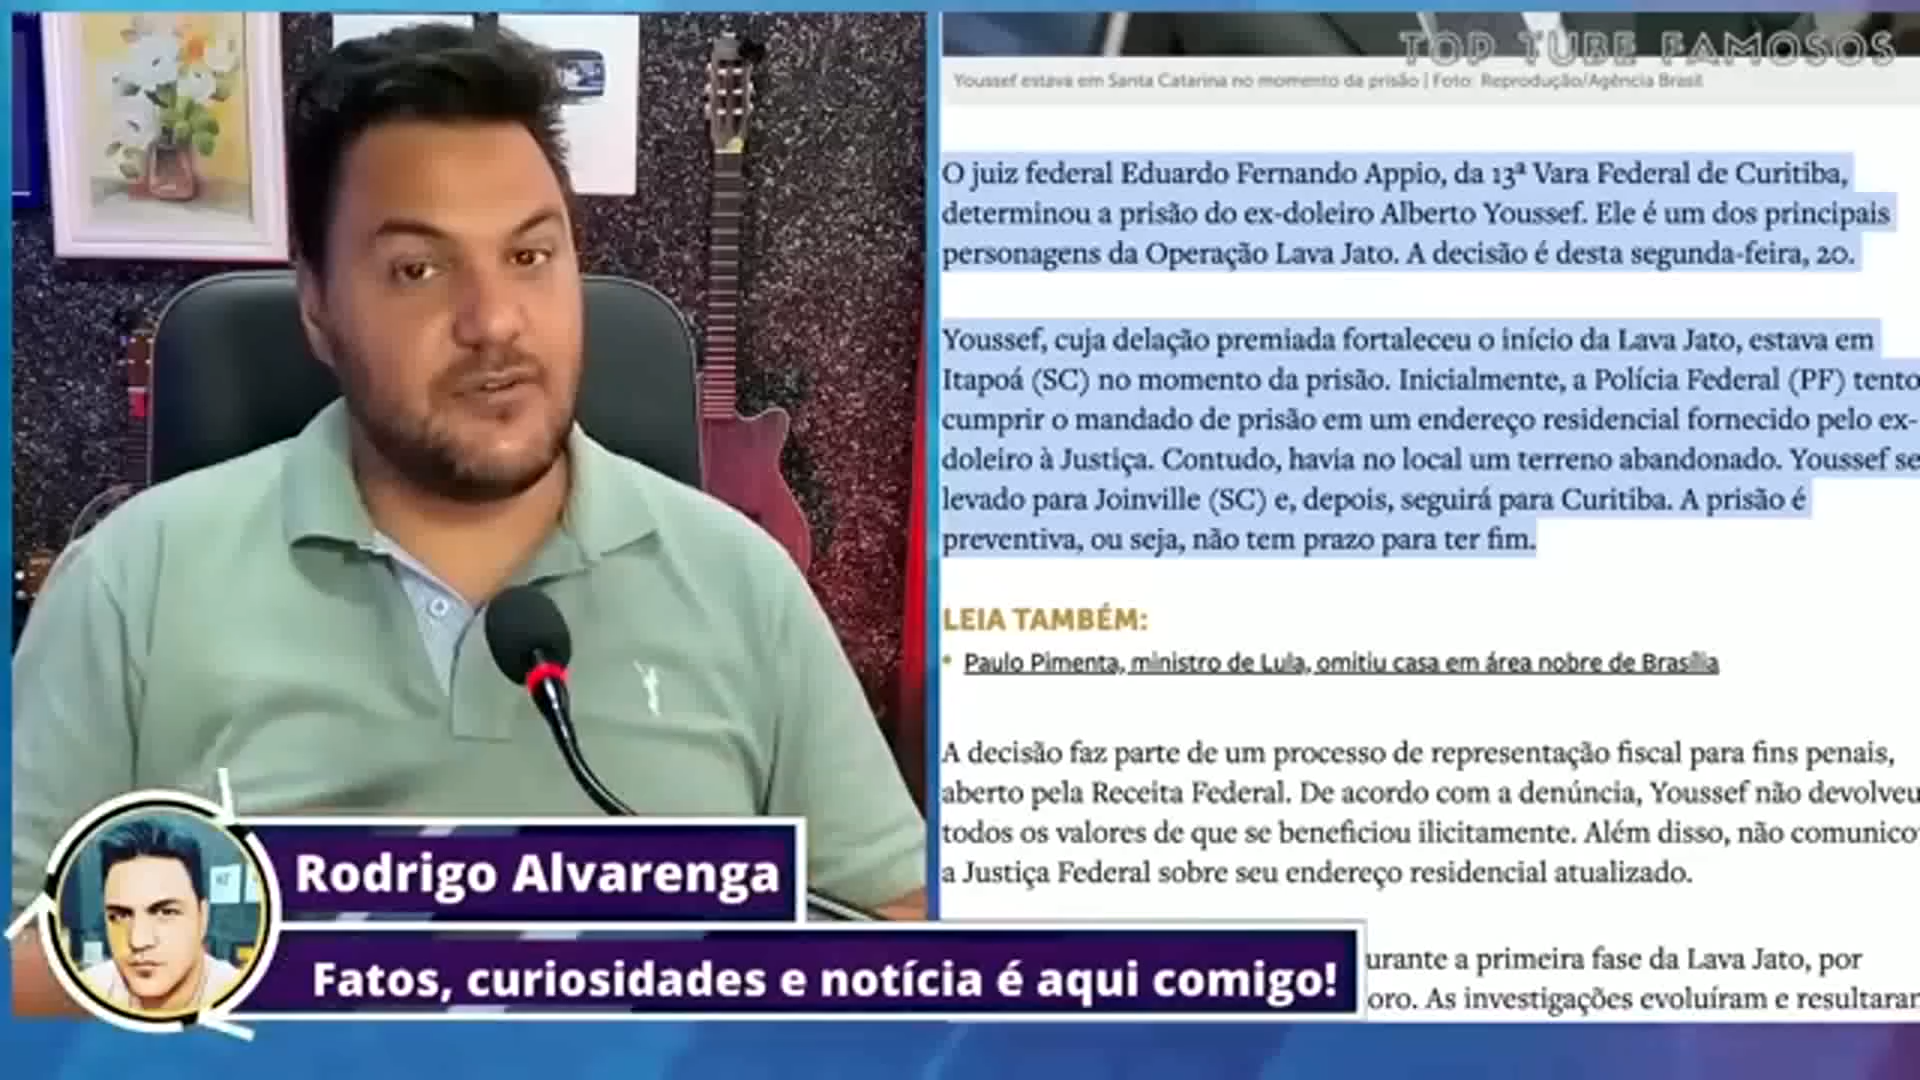 TOP TUBE FAMOSOS
Youssef estava em Santa Catarina no momento da prisão | Foto: Reprodução/Agência Brasil
O juiz federal Eduardo Fernando Appio, da 13ª Vara Federal de Curitiba,
determinou a prisão do ex-doleiro Alberto Youssef. Ele é um dos principais
personagens da Operação Lava Jato. A decisão é desta segunda-feira, 20.
Youssef, cuja delação premiada fortaleceu o início da Lava Jato, estava em
Itapoá (SC) no momento da prisão. Inicialmente, a Polícia Federal (PF) tento
cumprir o mandado de prisão em um endereço residencial fornecido pelo ex-
doleiro à Justiça. Contudo, havia no local um terreno abandonado. Youssef se
levado para Joinville (SC) e, depois, seguirá para Curitiba. A prisão é
preventiva, ou seja, não tem prazo para ter fim.
LEIA TAMBÉM:
Paulo Pimenta, ministro de Lula, omitiu casa em área nobre de Brasília
A decisão faz parte de um processo de representação fiscal para fins penais,
aberto pela Receita Federal. De acordo com a denúncia, Youssef não devolveu
todos os valores de que se beneficiou ilicitamente. Além disso, não comunico
a Justiça Federal sobre seu endereço residencial atualizado.
urante a primeira fase da Lava Jato, por
oro. As investigações evoluíram e resultaram
Rodrigo Alvarenga
Fatos, curiosidades e notícia é aqui comigo!